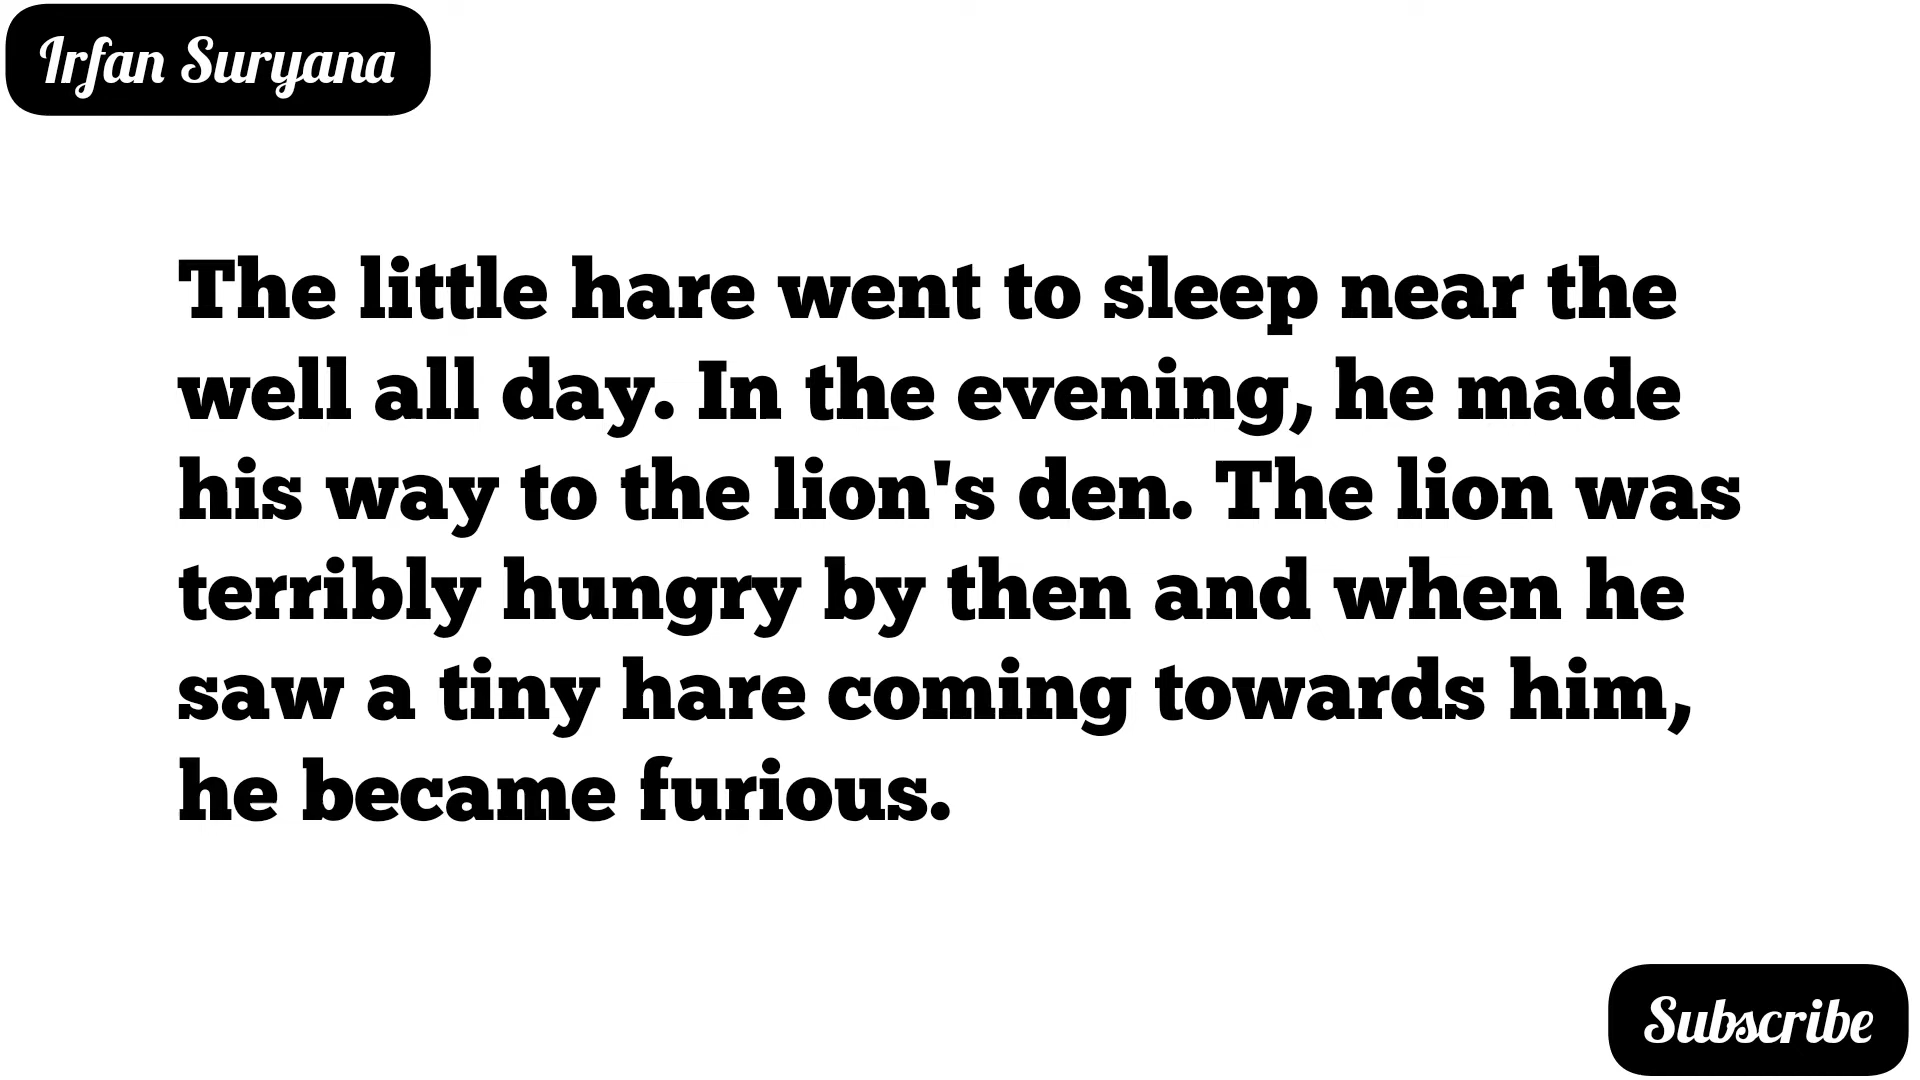 Irfan Suryana
The little hare went to sleep near the
well all day. In the evening, he made
his way to the lion's den. The lion was
terribly hungry by then and when he
saw a tiny hare coming towards him,
he became furious.
Subscribe